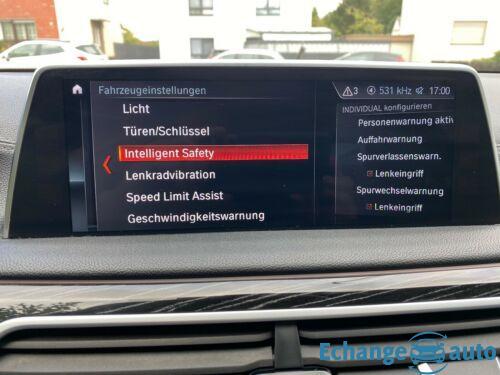 Fahrzeugeinstellungen
3 531 kHz 17:00
Licht
Türen/Schlüssel
Intelligent Safety
Lenkradvibration
Speed Limit Assist
Geschwindigkeitswarnung
INDIVIDUAL konfigurieren
Personenwarnung aktiv
Auffahrwarnung
Spurverlassenswarn.
Lenkeingriff
Spurwechselwarnung
Lenkeingriff
Echange auto